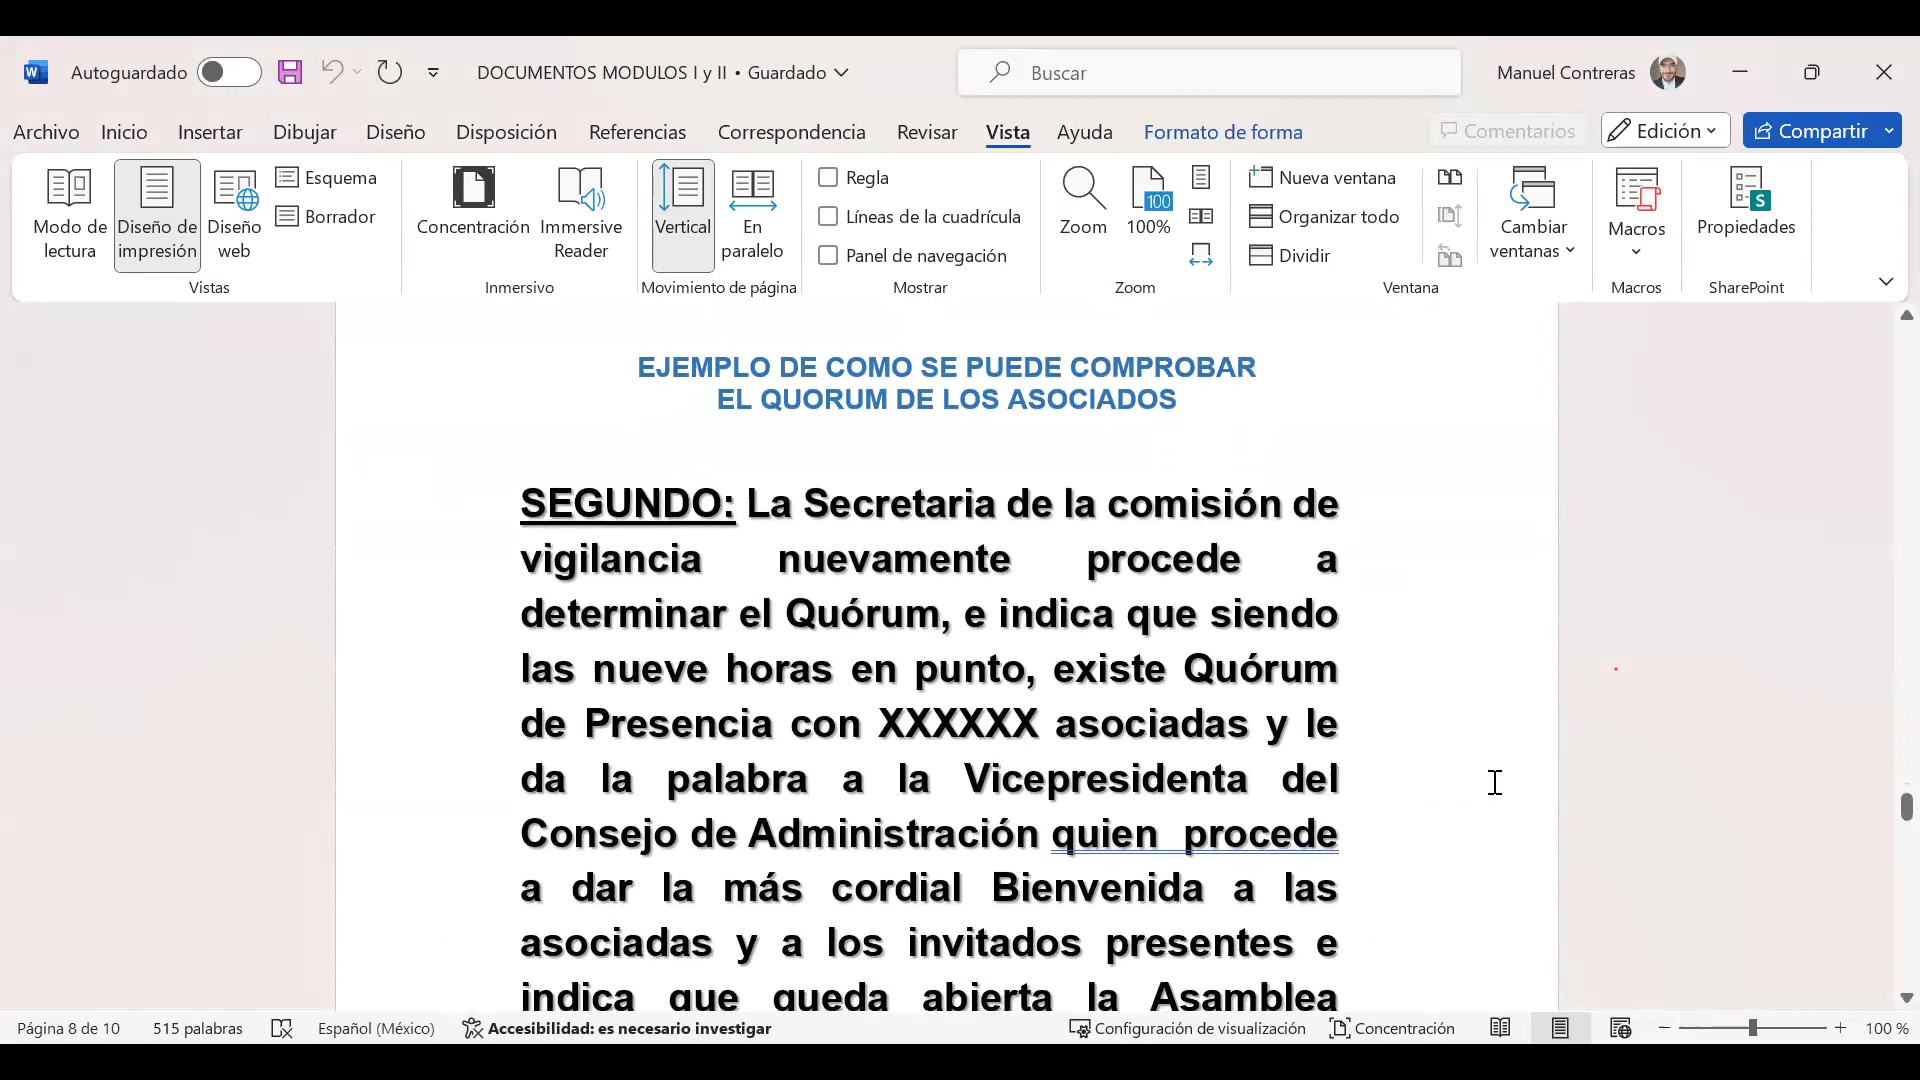 Autoguardado
DOCUMENTOS MODULOS I y II • Guardado
Buscar
Manuel Contreras
Archivo Inicio Insertar Dibujar Diseño Disposición Referencias Correspondencia Revisar Vista Ayuda Formato de forma
Comentarios Edición Compartir
Modo de lectura
Diseño de impresión
Diseño web
Esquema
Borrador
Vistas
Concentración
Immersive Reader
Inmersivo
Vertical
En paralelo
Movimiento de página
Regla
Líneas de la cuadrícula
Panel de navegación
Mostrar
Zoom
100
100%
Zoom
Nueva ventana
Organizar todo
Dividir
Cambiar ventanas
Ventana
Macros
Macros
S
Propiedades
SharePoint
EJEMPLO DE COMO SE PUEDE COMPROBAR
EL QUORUM DE LOS ASOCIADOS
SEGUNDO: La Secretaria de la comisión de
vigilancia nuevamente procede a
determinar el Quórum, e indica que siendo
las nueve horas en punto, existe Quórum
de Presencia con XXXXXX asociadas y le
da la palabra a la Vicepresidenta del
Consejo de Administración quien procede
a dar la más cordial Bienvenida a las
asociadas y a los invitados presentes e
indica que queda abierta la Asamblea
Página 8 de 10 515 palabras Español (México) Accesibilidad: es necesario investigar Configuración de visualización Concentración 100 %